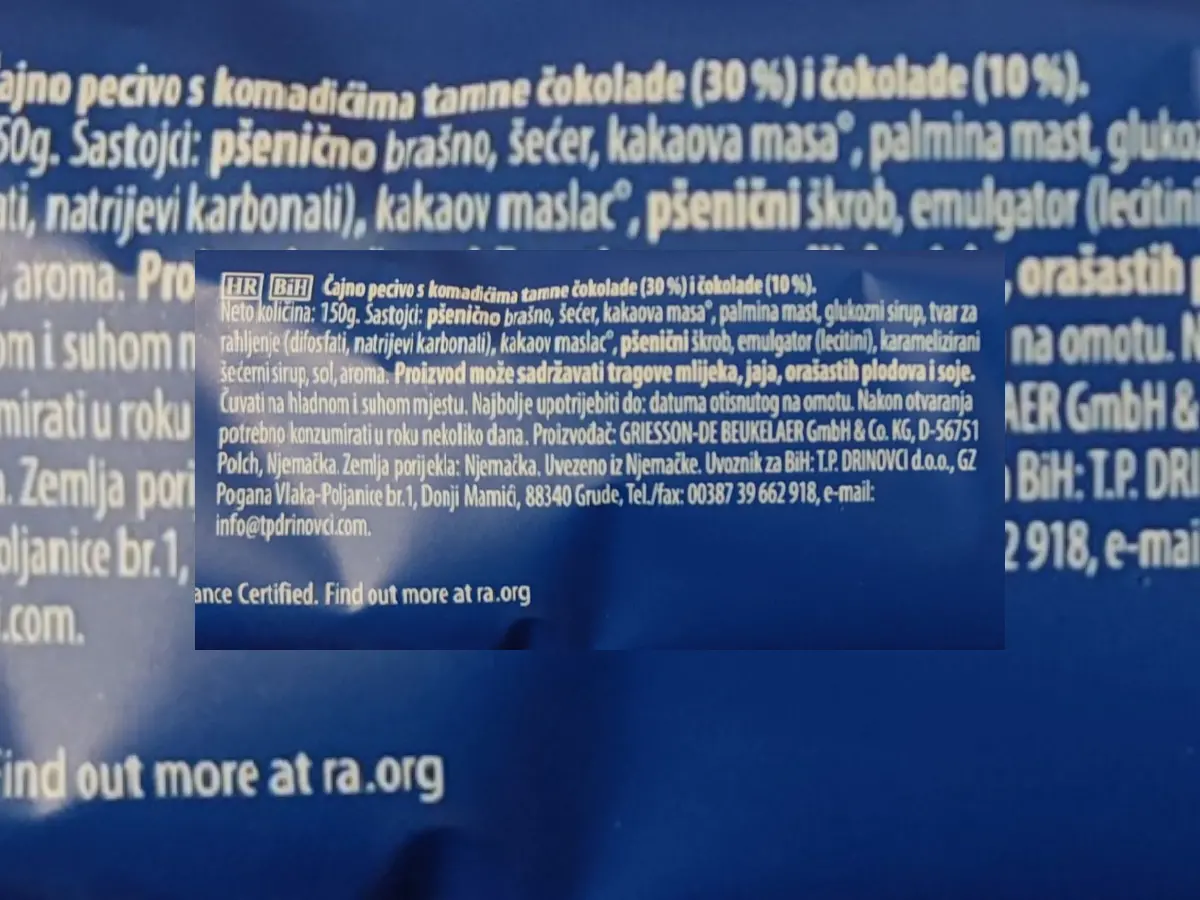 HR BiH Čajno pecivo s komadićima tamne čokolade (30 %) i čokolade (10 %).
Neto količina: 150g. Sastojci: pšenično brašno, šećer, kakaova masa°, palmina mast, glukozni sirup, tvar za
rahljenje (difosfati, natrijevi karbonati), kakaov maslac°, pšenični škrob, emulgator (lecitini), karamelizirani
šećerni sirup, sol, aroma. Proizvod može sadržavati tragove mlijeka, jaja, orašastih plodova i soje.
Čuvati na hladnom i suhom mjestu. Najbolje upotrijebiti do: datuma otisnutog na omotu. Nakon otvaranja
potrebno konzumirati u roku nekoliko dana. Proizvođač: GRIESSON-DE BEUKELAER GmbH & Co. KG, D-56751
Polch, Njemačka. Zemlja porijekla: Njemačka. Uvezeno iz Njemačke. Uvoznik za BiH: T.P. DRINOVCI d.o.o., GZ
Pogana Vlaka-Poljanice br.1, Donji Mamići, 88340 Grude, Tel./fax: 00387 39 662 918, e-mail:
info@tpdrinovci.com.
ance Certified. Find out more at ra.org